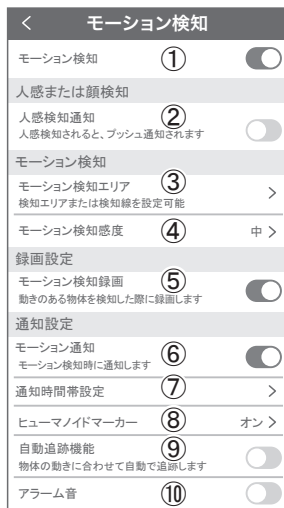 < モーション検知
モーション検知 ①
人感または顔検知
人感検知通知 ②
人感検知されると、プッシュ通知されます
モーション検知
モーション検知エリア ③ >
検知エリアまたは検知線を設定可能
モーション検知感度 ④ 中 >
録画設定
モーション検知録画 ⑤
動きのある物体を検知した際に録画します
通知設定
モーション通知 ⑥
モーション検知時に通知します
通知時間帯設定 ⑦ >
ヒューマノイドマーカー ⑧ オン >
自動追跡機能 ⑨
物体の動きに合わせて自動で追跡します
アラーム音 ⑩